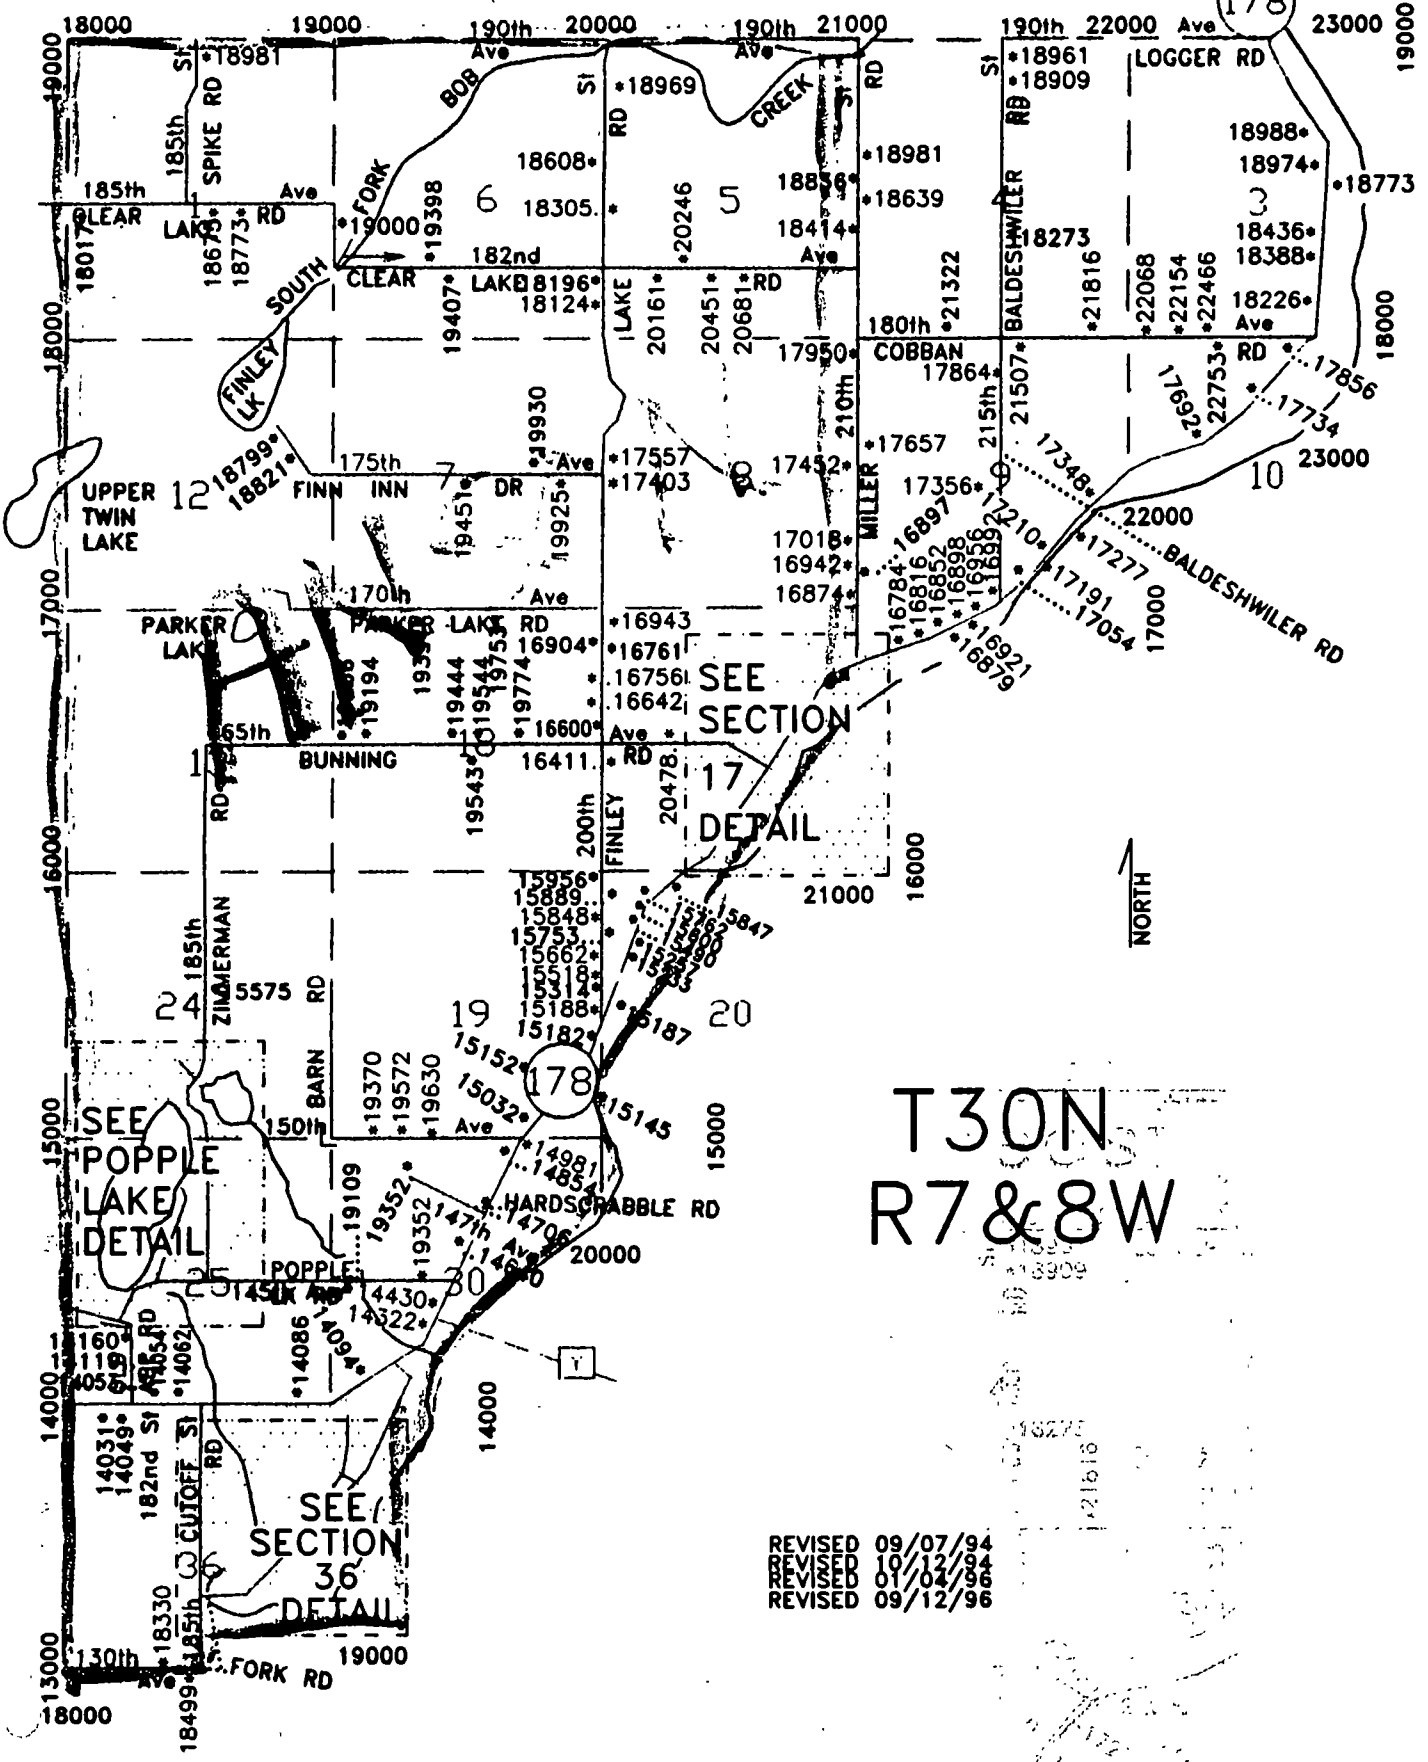 18000
19000
190th
Ave
20000
190th
Ave
21000
190th
22000
Ave
178
23000
19000
19000
St
*18981
SPIKE RD
185th
BOB
St
RD
*18969
CREEK
St
RD
St
*18961
*18909
RD
LOGGER RD
18988*
18974*
*18773
18608*
*18981
18836*
*18639
185th
Ave
CLEAR
LAKE
RD
18017
18675*
18773*
1
FORK
*19000
*19398
6
18305.
*20246
5
18414*
4
BALDESHWILER
18273
3
18436*
18388*
182nd
Ave
SOUTH
CLEAR
LAKE
RD
18196*
18124*
19407*
LAKE
20161*
20451*
20681*
*21322
*21816
*22068
*22154
*22466
18226*
180th
Ave
18000
18000
FINLEY
LK
17950*
COBBAN
RD
17864*
21507*
22753*
17692*
17856
17734
210th
215th
18799*
18821*
*19930
175th
Ave
*17557
*17403
FINN INN DR
7
19451*
19925*
8
17452*
*17657
17356*
9
17348*
10
23000
UPPER
TWIN
LAKE
12
MILLER
16897
17210*
22000
*17277
BALDESHWILER RD
17018*
16942*
16874*
*16784
*16816
*16852
*16898
*16956
*16992
*17191
17054
17000
17000
170th
Ave
PARKER
LAKE
PARKER LAKE RD
*16943
16904*
*16761
.16756
.16642
*16921
*16879
*19194
*19444
*19544
*19774
16600*
Ave
RD
65th
BUNNING
16411.
19543*
20478.
SEE
SECTION
17
DETAIL
RD
200th
FINLEY
16000
16000
21000
NORTH
15956*
15889
15848*
15753
15662*
15518*
15314*
15188*
15182*
15847
15762
*15187
185th
ZIMMERMAN
24
5575
BARN RD
19
20
15152*
178
15032*
*15145
*19370
*19572
*19630
150th
Ave
15000
15000
SEE
POPPLE
LAKE
DETAIL
*14981
14854
19109
19352*
*19352
HARDSCRABBLE RD
147th
Ave
14706
20000
T30N
R7&8W
25
POPPLE
LK RD
30
14430*
14322*
Y
RD
*14054
*14062
*14086
14094*
14000
14000
14031*
14049*
182nd St
CUTOFF
St
RD
SEE
SECTION
36
DETAIL
36
*18330
*185th
13000
130th
Ave
FORK RD
19000
18000
18499*
REVISED 09/07/94
REVISED 10/12/94
REVISED 01/04/96
REVISED 09/12/96